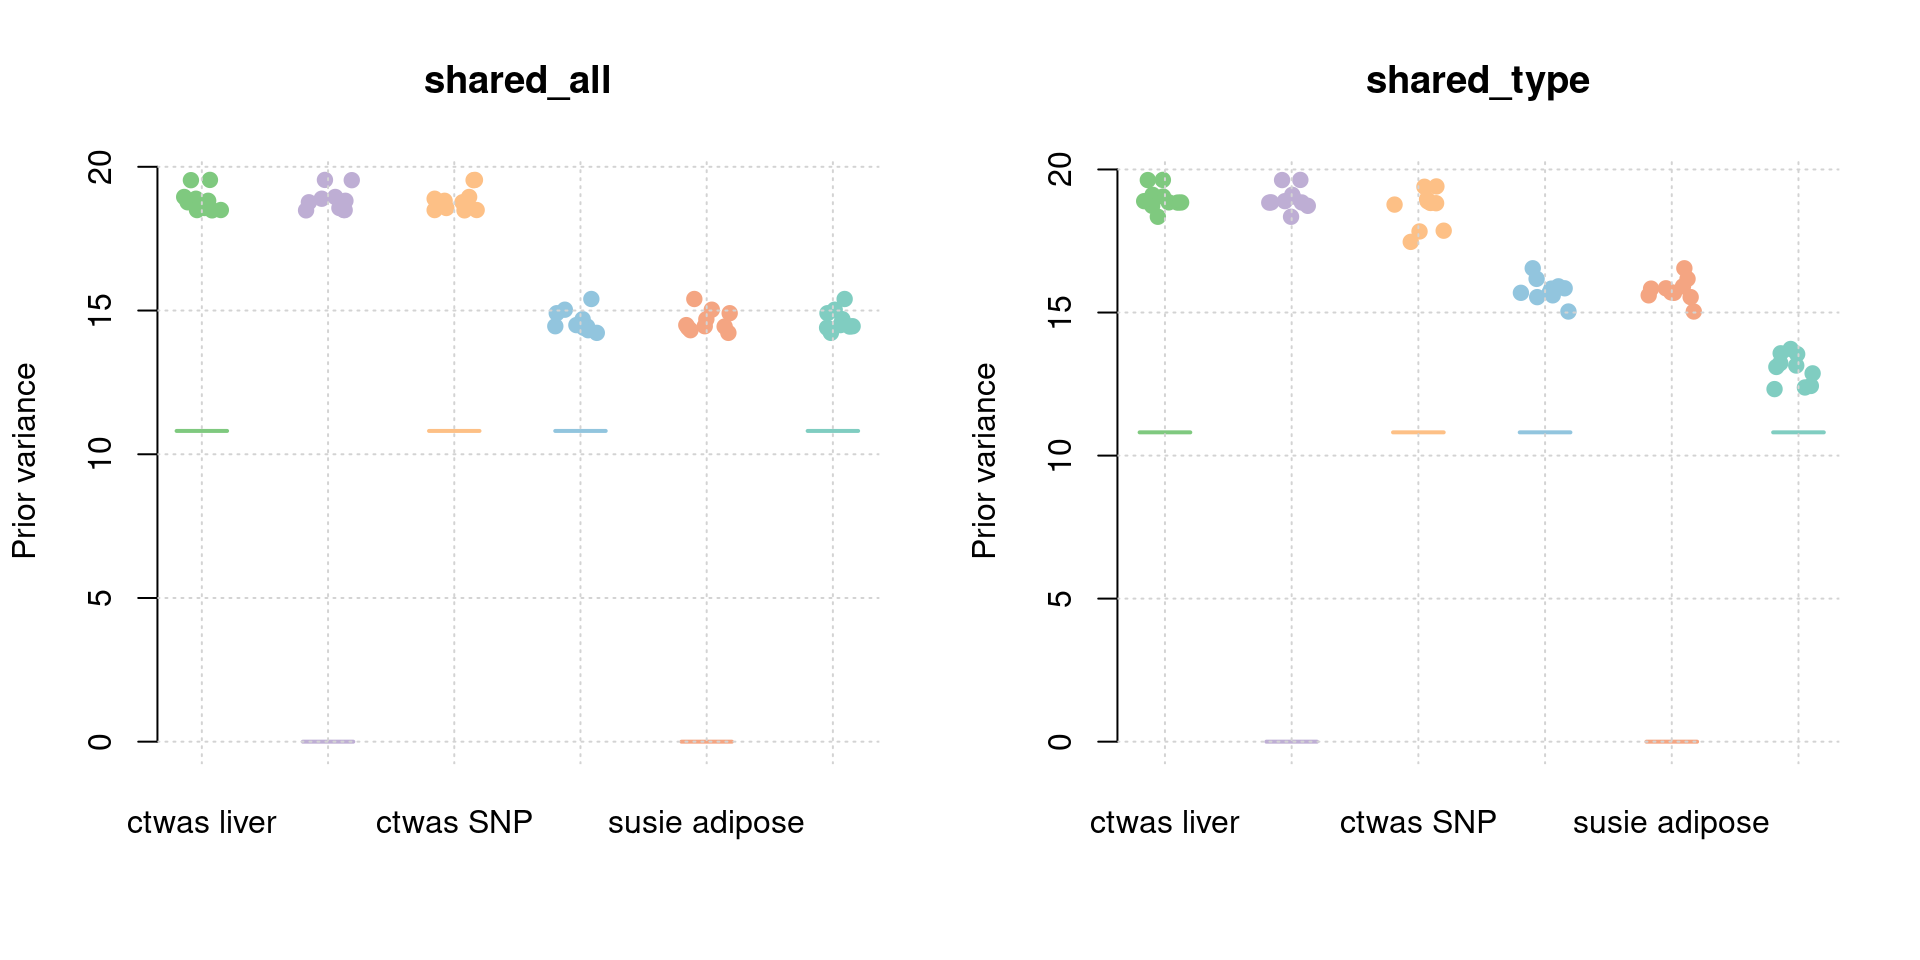 shared_all
Prior variance
20
15
10
5
0
ctwas liver
ctwas SNP
susie adipose
shared_type
Prior variance
20
15
10
5
0
ctwas liver
ctwas SNP
susie adipose